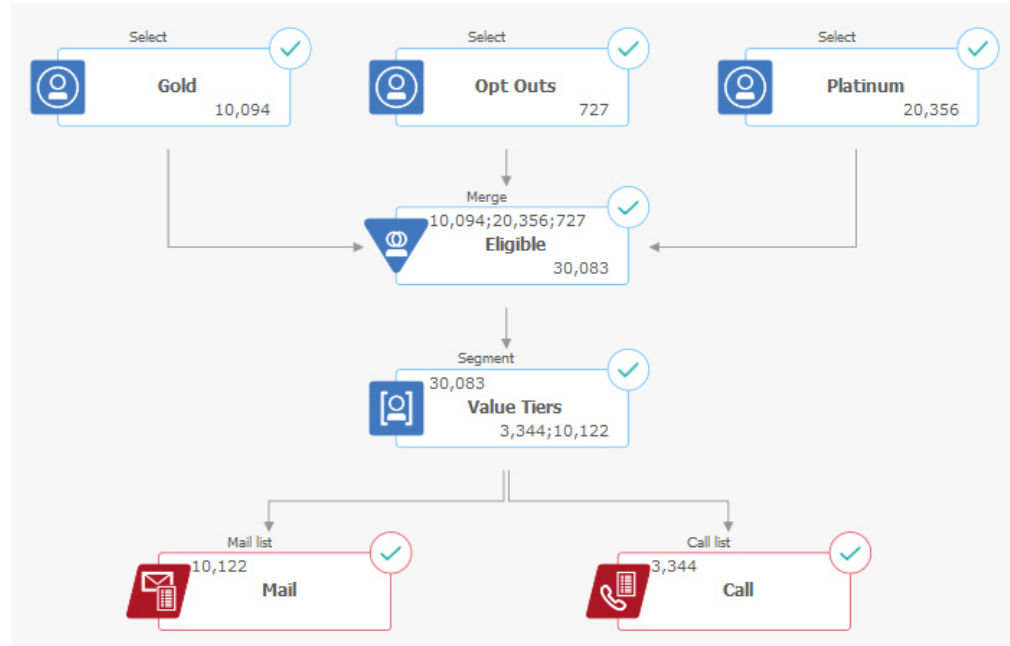 Select
Gold
10,094
Select
Opt Outs
727
Select
Platinum
20,356
Merge
10,094;20,356;727
Eligible
30,083
Segment
30,083
Value Tiers
3,344;10,122
Mail list
10,122
Mail
Call list
3,344
Call